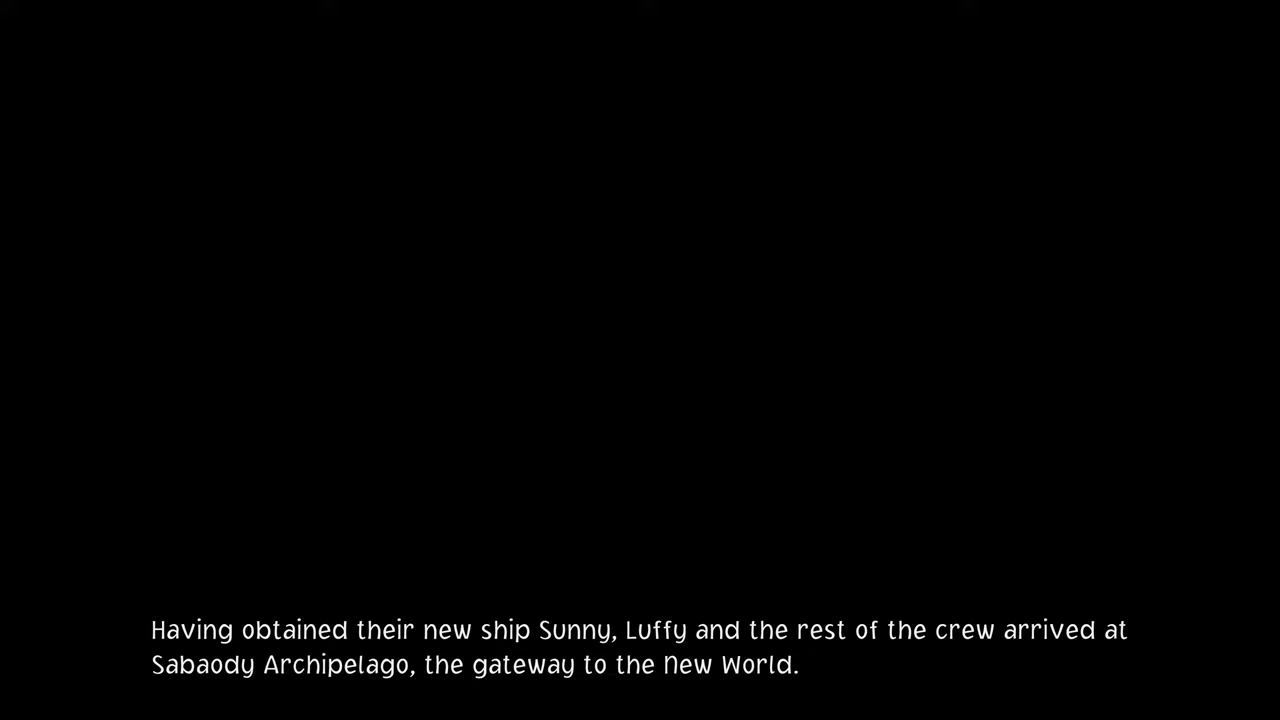 Having obtained their new ship Sunny, Luffy and the rest of the crew arrived at
Sabaody Archipelago, the gateway to the New World.